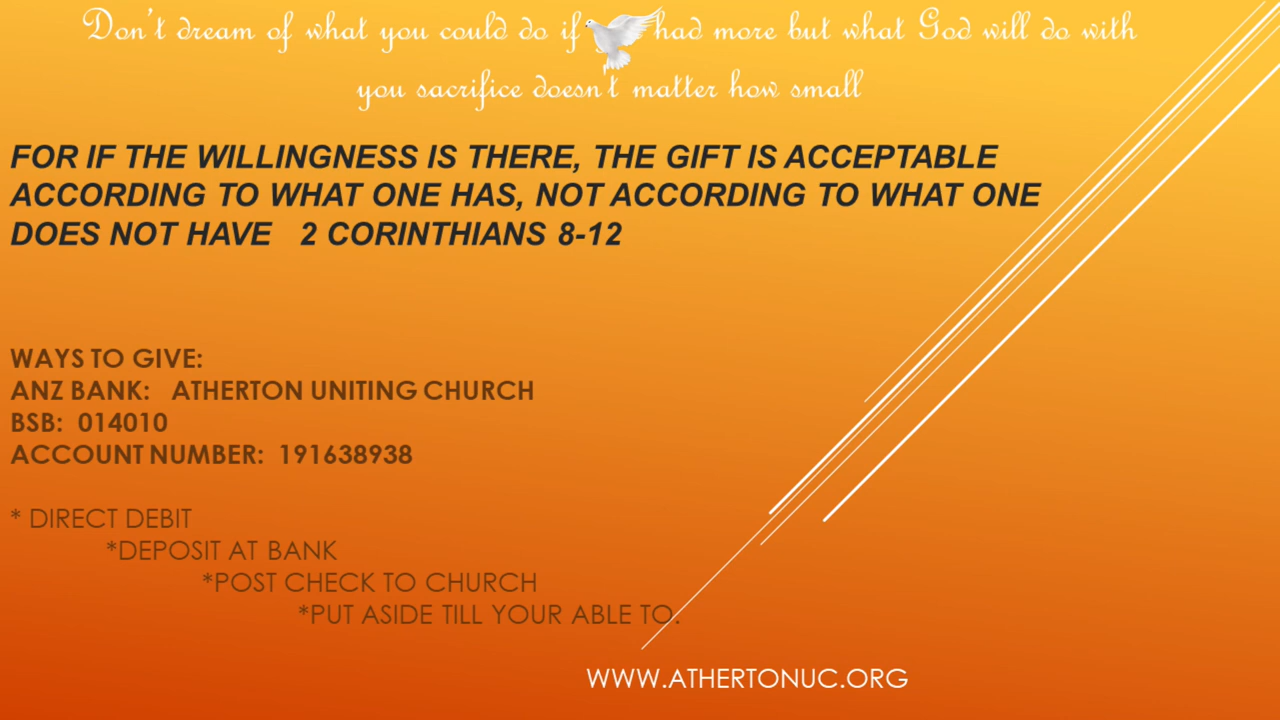 Don't dream of what you could do if had more but what God will do with
you sacrifice doesn't matter how small
FOR IF THE WILLINGNESS IS THERE, THE GIFT IS ACCEPTABLE
ACCORDING TO WHAT ONE HAS, NOT ACCORDING TO WHAT ONE
DOES NOT HAVE 2 CORINTHIANS 8-12
WAYS TO GIVE:
ANZ BANK: ATHERTON UNITING CHURCH
BSB: 014010
ACCOUNT NUMBER: 191638938
* DIRECT DEBIT
*DEPOSIT AT BANK
*POST CHECK TO CHURCH
*PUT ASIDE TILL YOUR ABLE TO.
WWW.ATHERTONUC.ORG